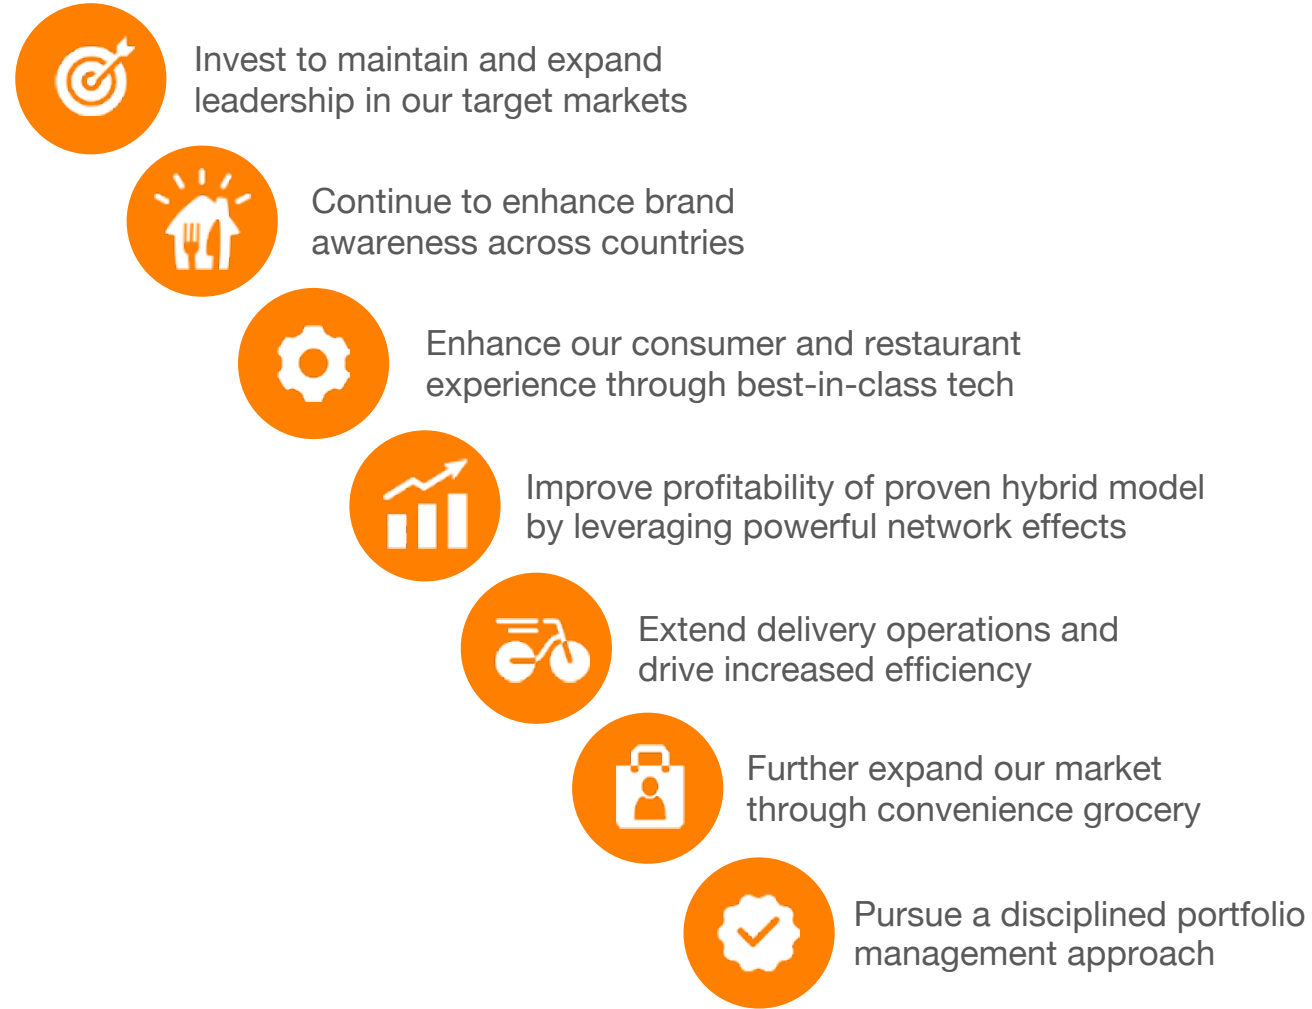 Invest to maintain and expand
leadership in our target markets
Continue to enhance brand
awareness across countries
Enhance our consumer and restaurant
experience through best-in-class tech
Improve profitability of proven hybrid model
by leveraging powerful network effects
Extend delivery operations and
drive increased efficiency
Further expand our market
through convenience grocery
Pursue a disciplined portfolio
management approach